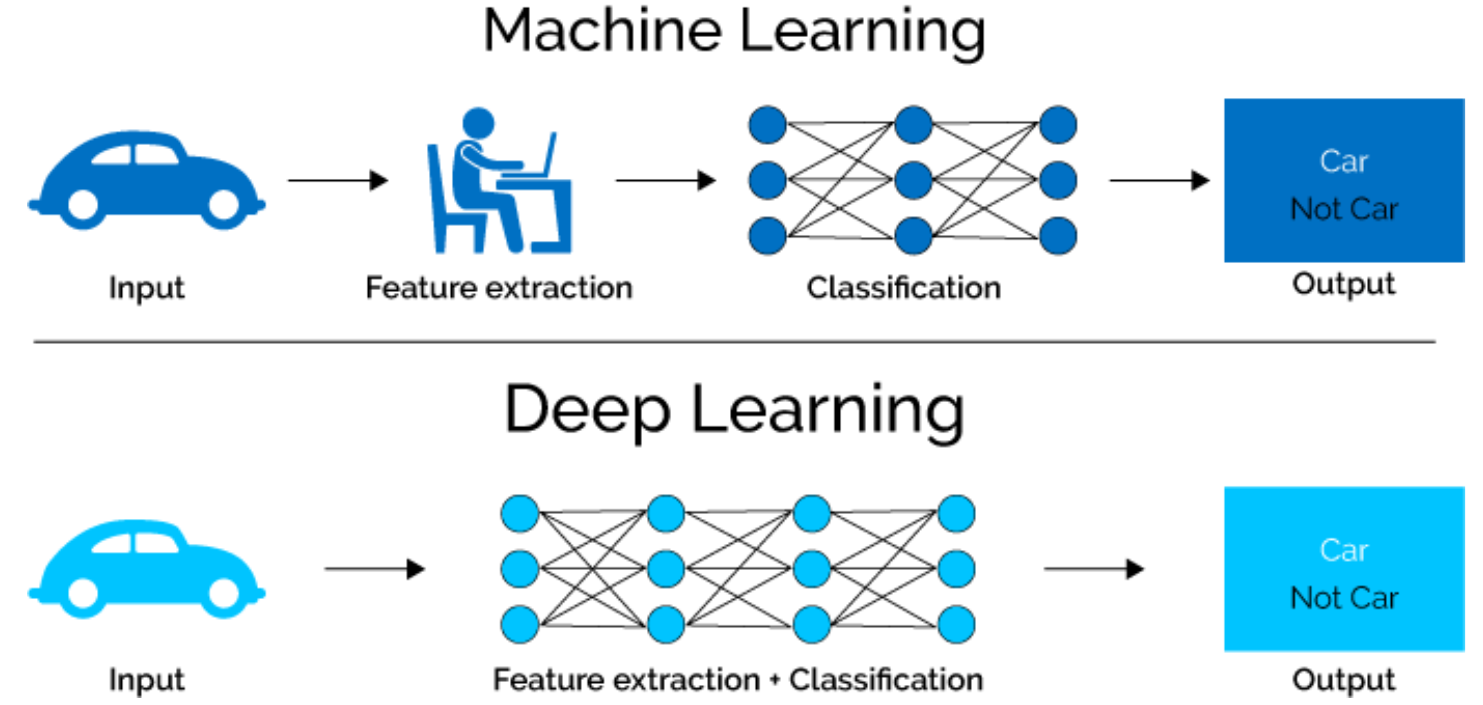 Machine Learning
Car
Not Car
Input
Feature extraction
Classification
Output
Deep Learning
Car
Not Car
Input
Feature extraction + Classification
Output